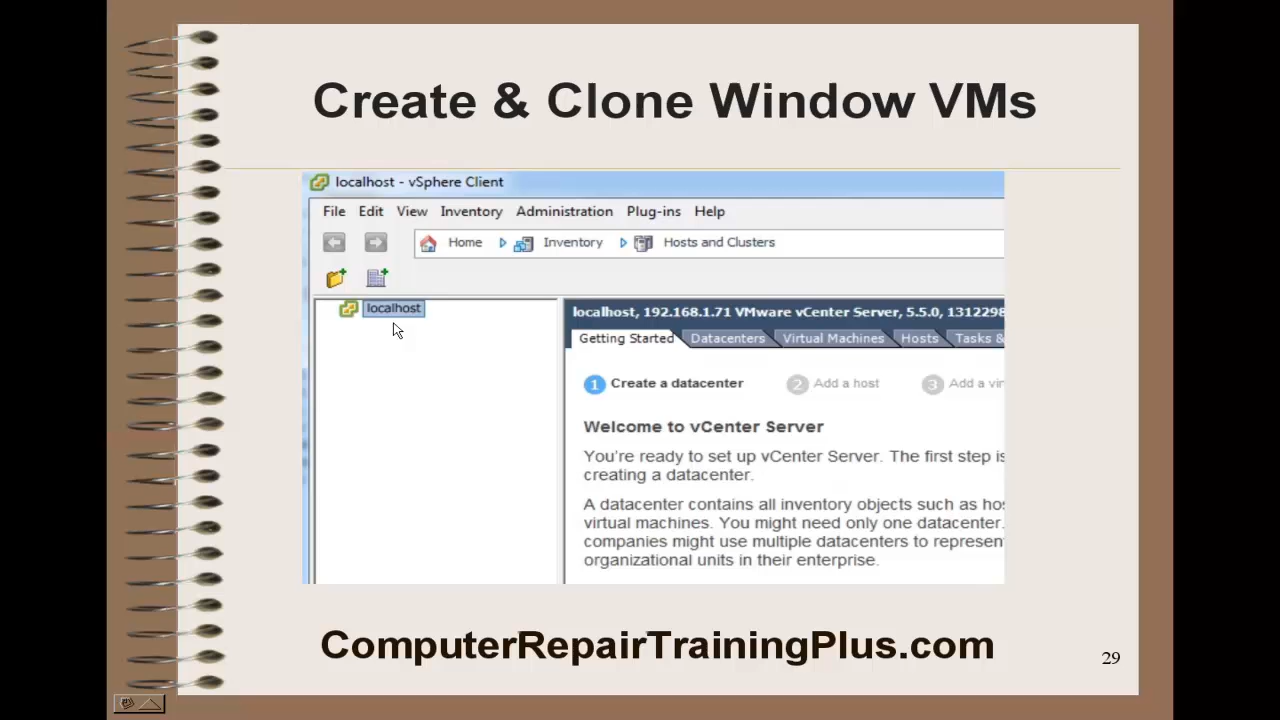 Create & Clone Window VMs
localhost - vSphere Client
File Edit View Inventory Administration Plug-ins Help
Home Inventory Hosts and Clusters
localhost
localhost, 192.168.1.71 VMware vCenter Server, 5.5.0, 1312298
Getting Started Datacenters Virtual Machines Hosts Tasks &
1 Create a datacenter 2 Add a host 3 Add a vir
Welcome to vCenter Server
You're ready to set up vCenter Server. The first step is
creating a datacenter.
A datacenter contains all inventory objects such as hos
virtual machines. You might need only one datacenter.
companies might use multiple datacenters to represen
organizational units in their enterprise.
ComputerRepairTrainingPlus.com
29